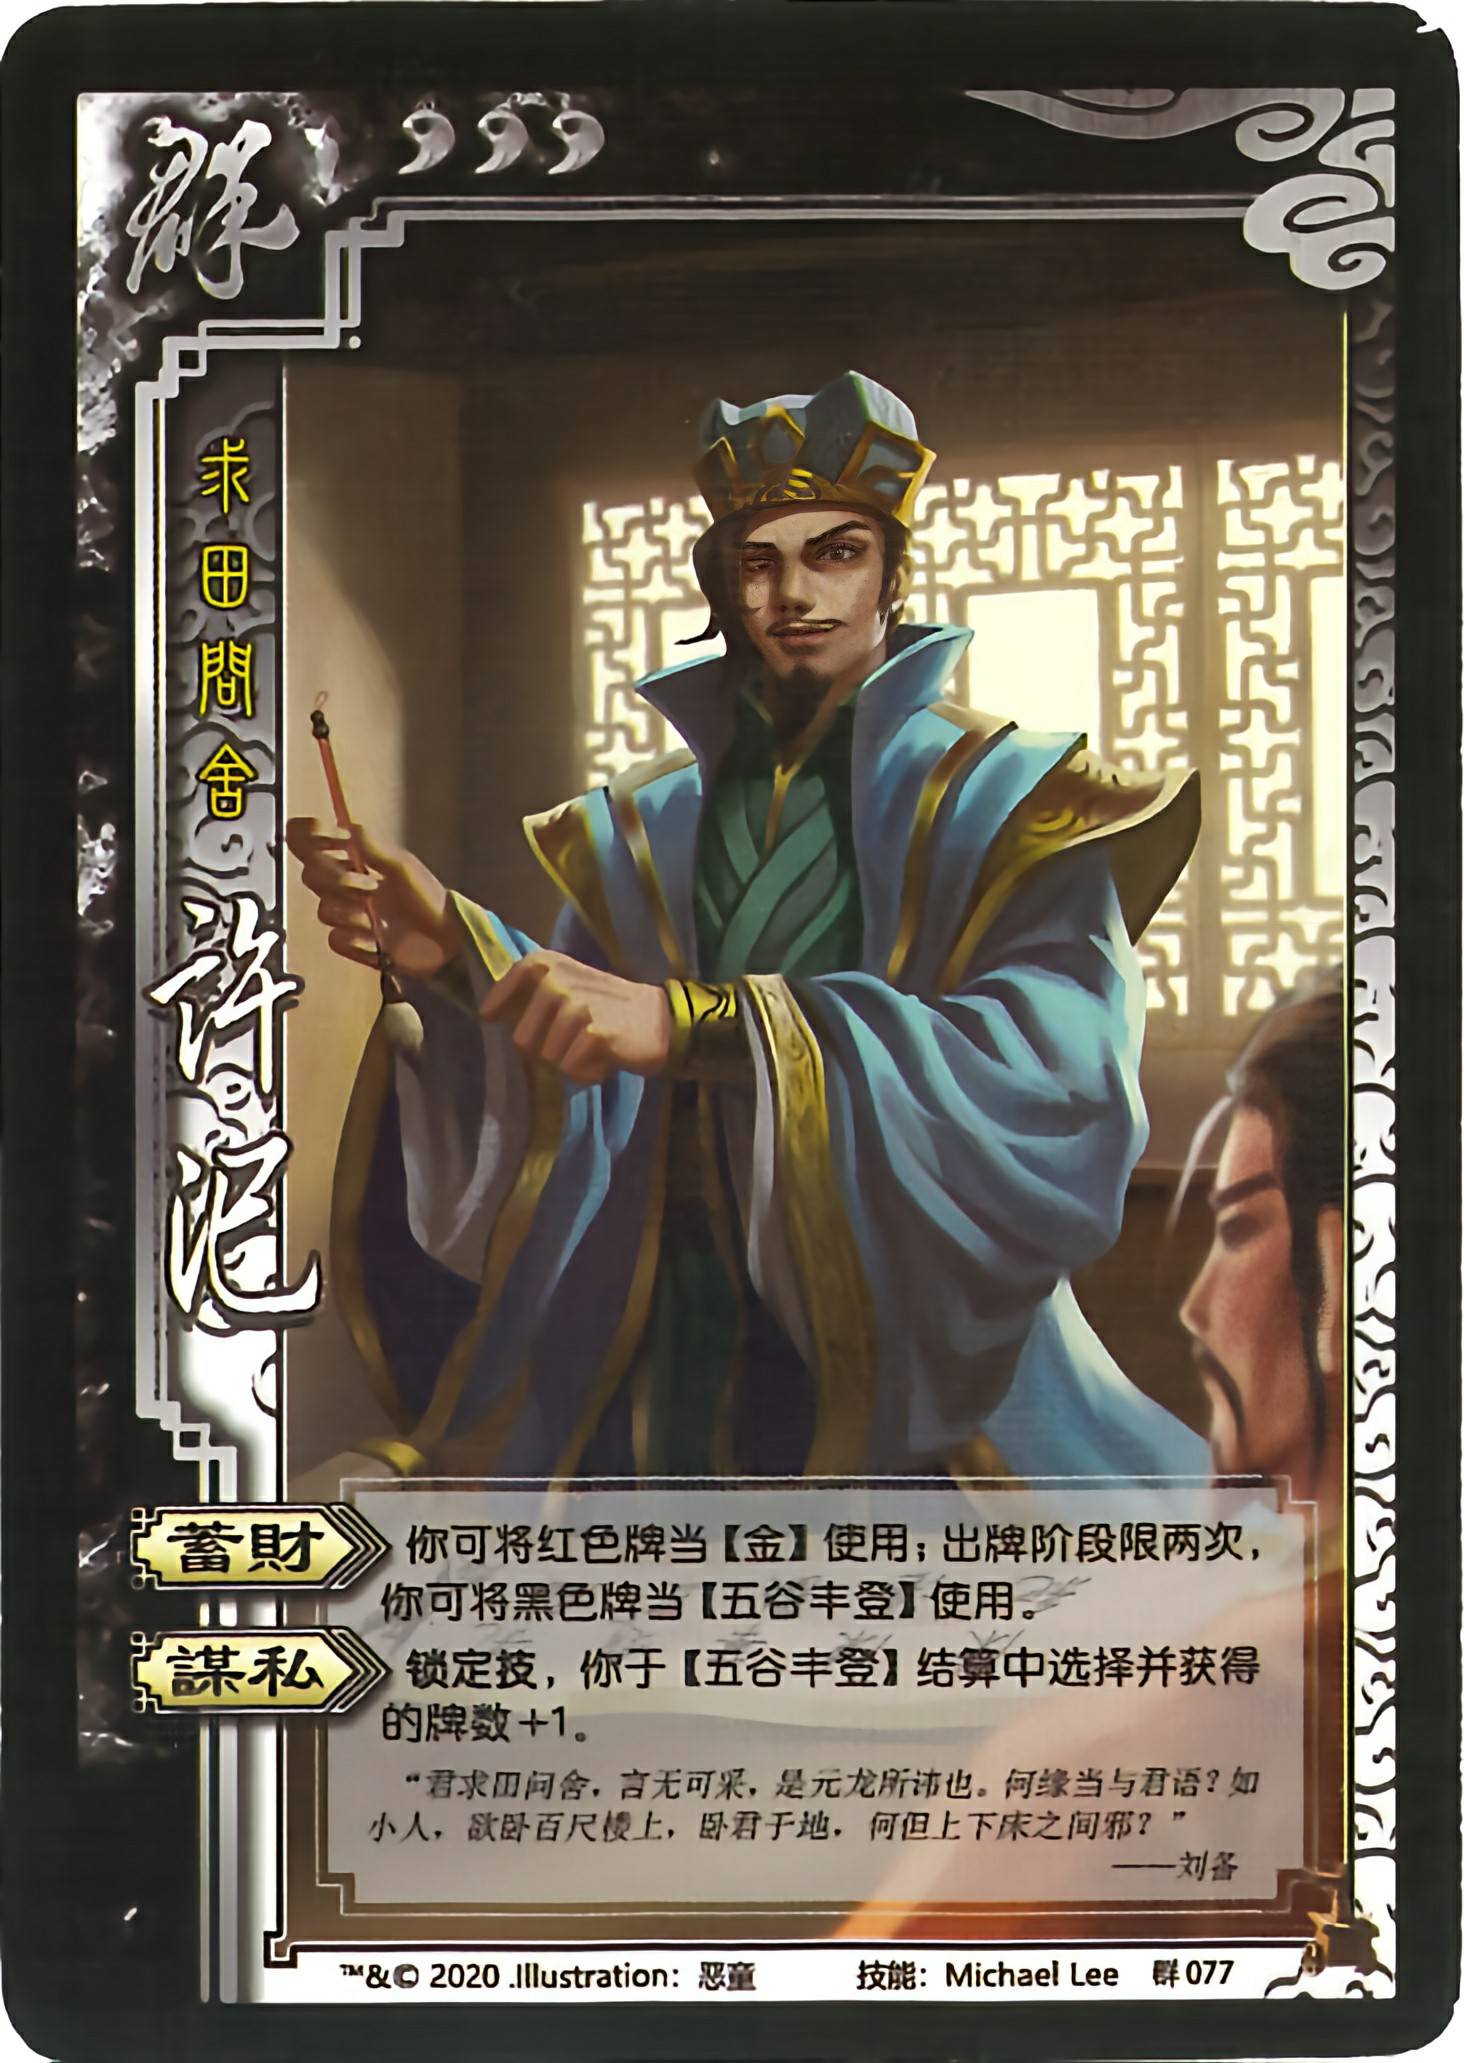 群
求田問舍
許汜
蓄財
你可将红色牌当【金】使用；出牌阶段限两次，
你可将黑色牌当【五谷丰登】使用。
謀私
锁定技，你于【五谷丰登】结算中选择并获得
的牌数+1。
“君求田问舍，言无可采，是元龙所讳也。何缘当与君语？如
小人，欲卧百尺楼上，卧君于地，何但上下床之间邪？”
——刘备
™&© 2020 .Illustration：恶童
技能：Michael Lee 群077